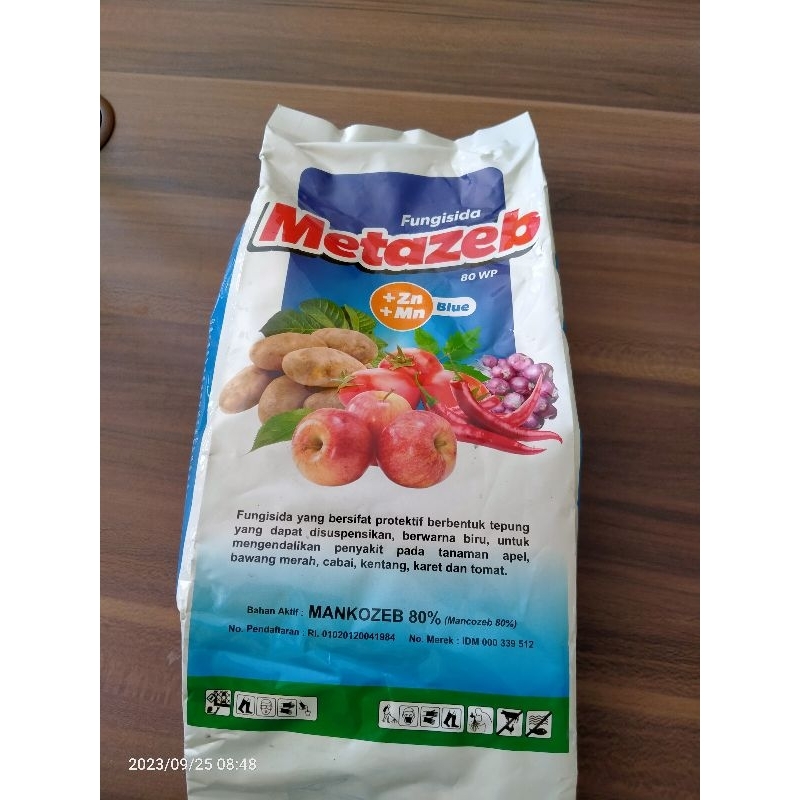 Fungisida
Metazeb
80 WP
+Zn
+Mn
Blue
Fungisida yang bersifat protektif berbentuk tepung
yang dapat disuspensikan, berwarna biru, untuk
mengendalikan penyakit pada tanaman apel,
bawang merah, cabai, kentang, karet dan tomat.
Bahan Aktif : MANKOZEB 80% (Mancozeb 80%)
No. Pendaftaran : RI. 01020120041984 No. Merek : IDM 000 339 512
2023/09/25 08:48